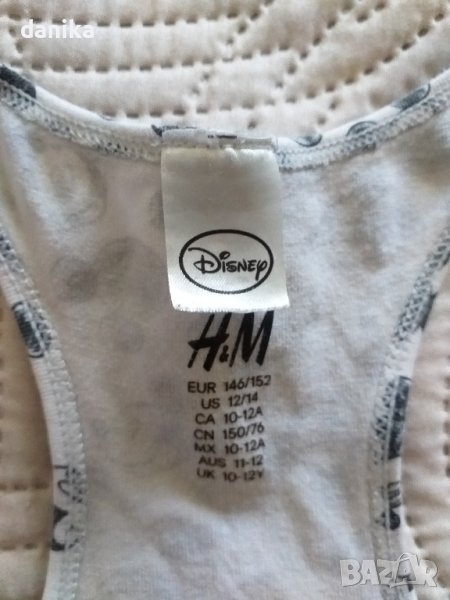 danika
Disney
H&M
EUR 146/152
US 12/14
CA 10-12A
CN 150/76
MX 10-12A
AUS 11-12
UK 10-12Y
BAZAR